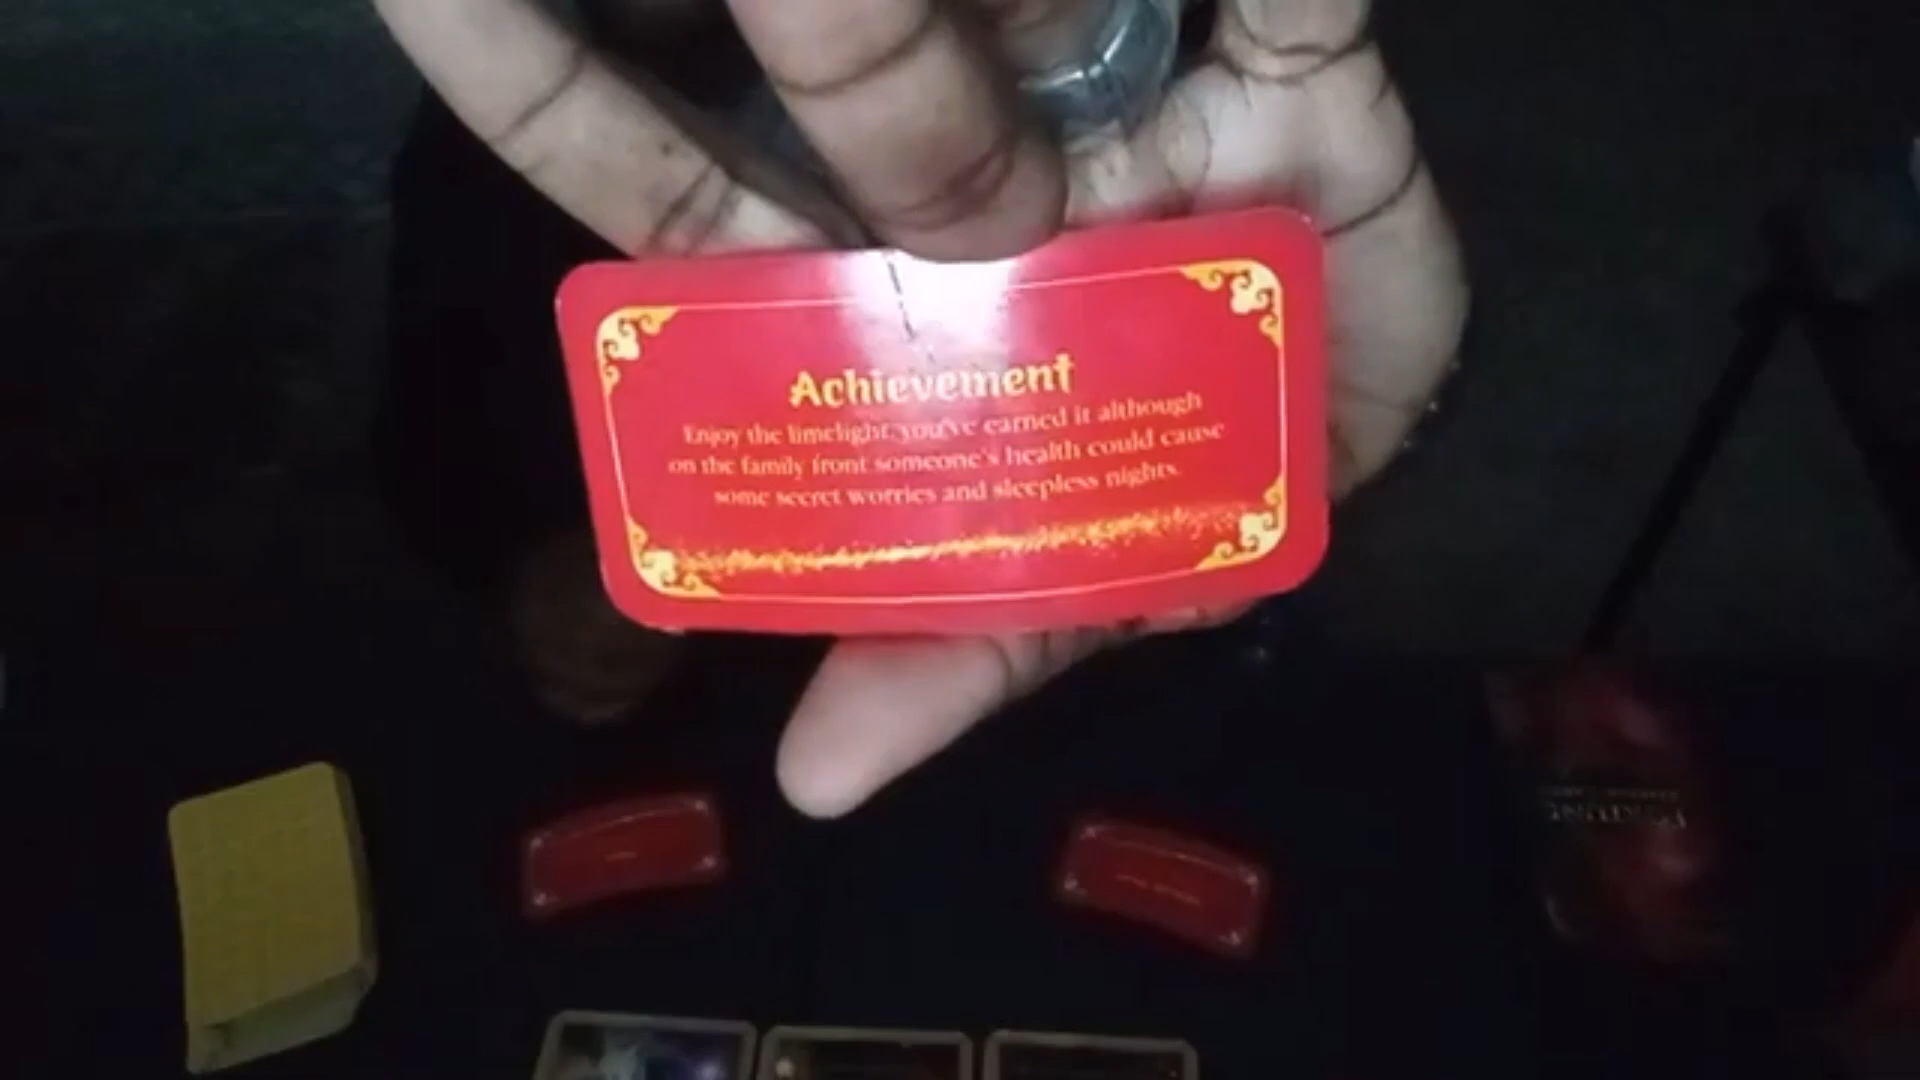 Achievement
Enjoy the limelight, you've earned it although
on the family front someone's health could cause
some secret worries and sleepless nights.